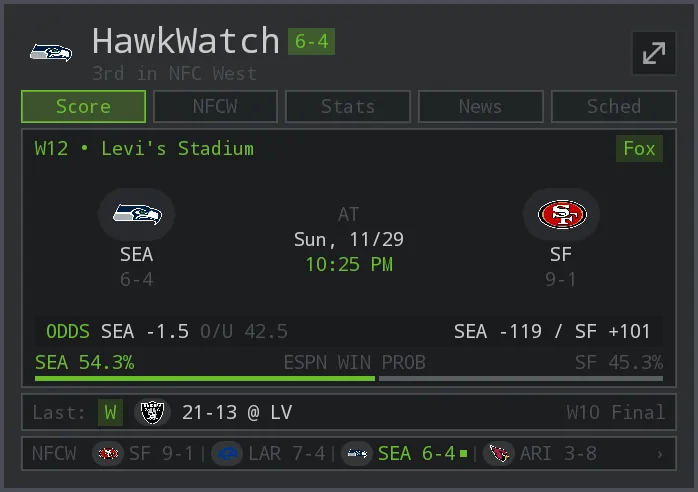 HawkWatch 6-4
3rd in NFC West
Score NFCW Stats News Sched
W12 • Levi's Stadium Fox
AT
Sun, 11/29
10:25 PM
SEA SF
6-4 9-1
ODDS SEA -1.5 O/U 42.5 SEA -119 / SF +101
SEA 54.3% ESPN WIN PROB SF 45.3%
Last: W 21-13 @ LV W10 Final
NFCW SF 9-1 | LAR 7-4 | SEA 6-4 | ARI 3-8 ›